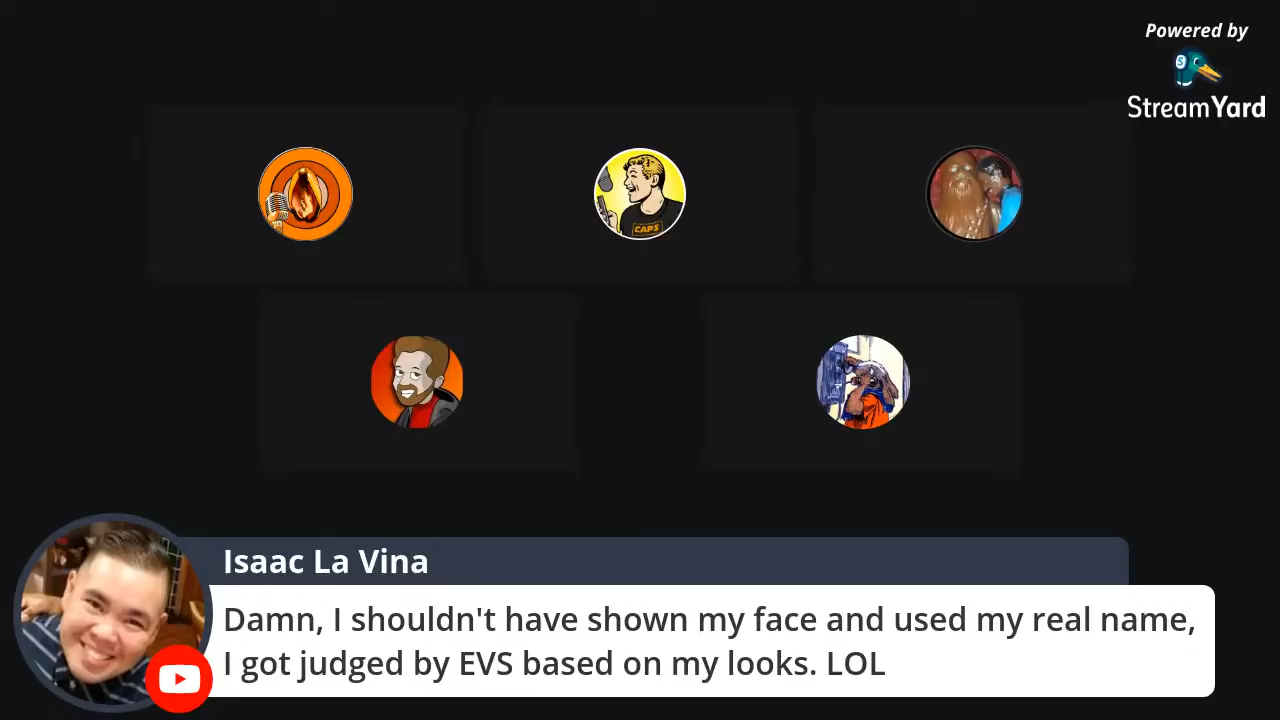 Powered by
StreamYard
CAPS
Isaac La Vina
Damn, I shouldn't have shown my face and used my real name,
I got judged by EVS based on my looks. LOL